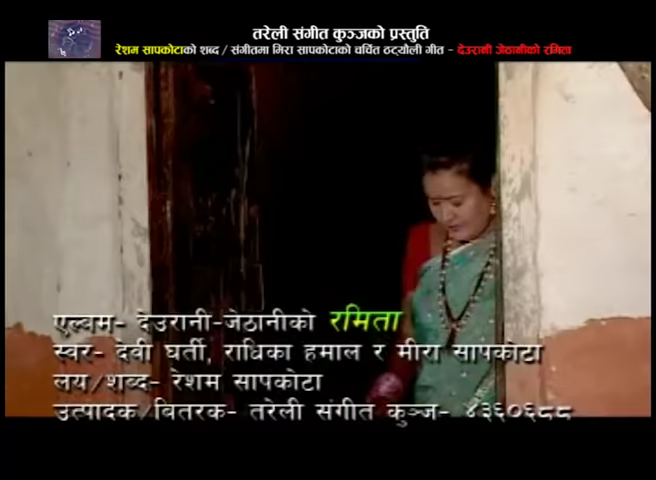 तरेली संगीत कुञ्जको प्रस्तुति
रेशम सापकोटाको शब्द / संगीतमा मिरा सापकोटाको चर्चित ठट्यौली गीत - देउरानी जेठानीको रमिता
एल्बम- देउरानी-जेठानीको रमिता
स्वर- देवी घर्ती, राधिका हमाल र मीरा सापकोटा
लय/शब्द- रेशम सापकोटा
उत्पादक/बितरक- तरेली संगीत कुञ्ज- ४३६०६८८